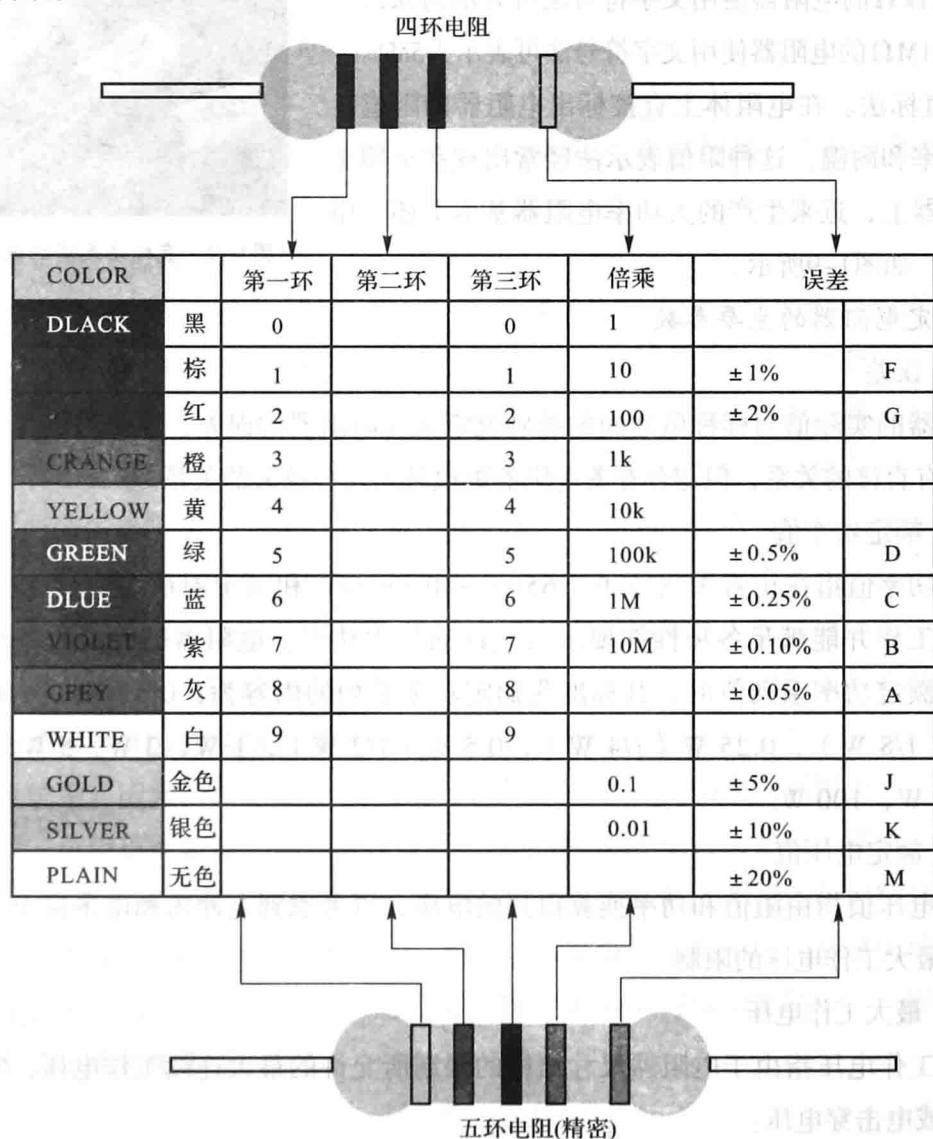 四环电阻
COLOR 第一环 第二环 第三环 倍乘 误差
DLACK 黑 0 0 1
棕 1 1 10 ±1% F
红 2 2 100 ±2% G
CRANGE 橙 3 3 1k
YELLOW 黄 4 4 10k
GREEN 绿 5 5 100k ±0.5% D
DLUE 蓝 6 6 1M ±0.25% C
VIOLET 紫 7 7 10M ±0.10% B
GFEY 灰 8 8 ±0.05% A
WHITE 白 9 9
GOLD 金色 0.1 ±5% J
SILVER 银色 0.01 ±10% K
PLAIN 无色 ±20% M
五环电阻(精密)